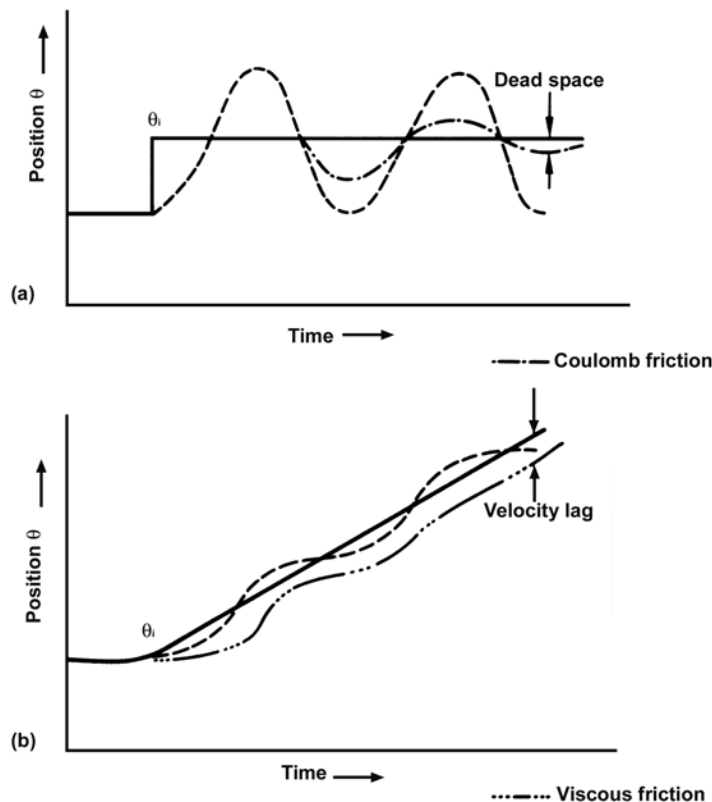 Position θ
θi
Dead space
(a)
Time
Coulomb friction
Position θ
θi
Velocity lag
(b)
Time
Viscous friction